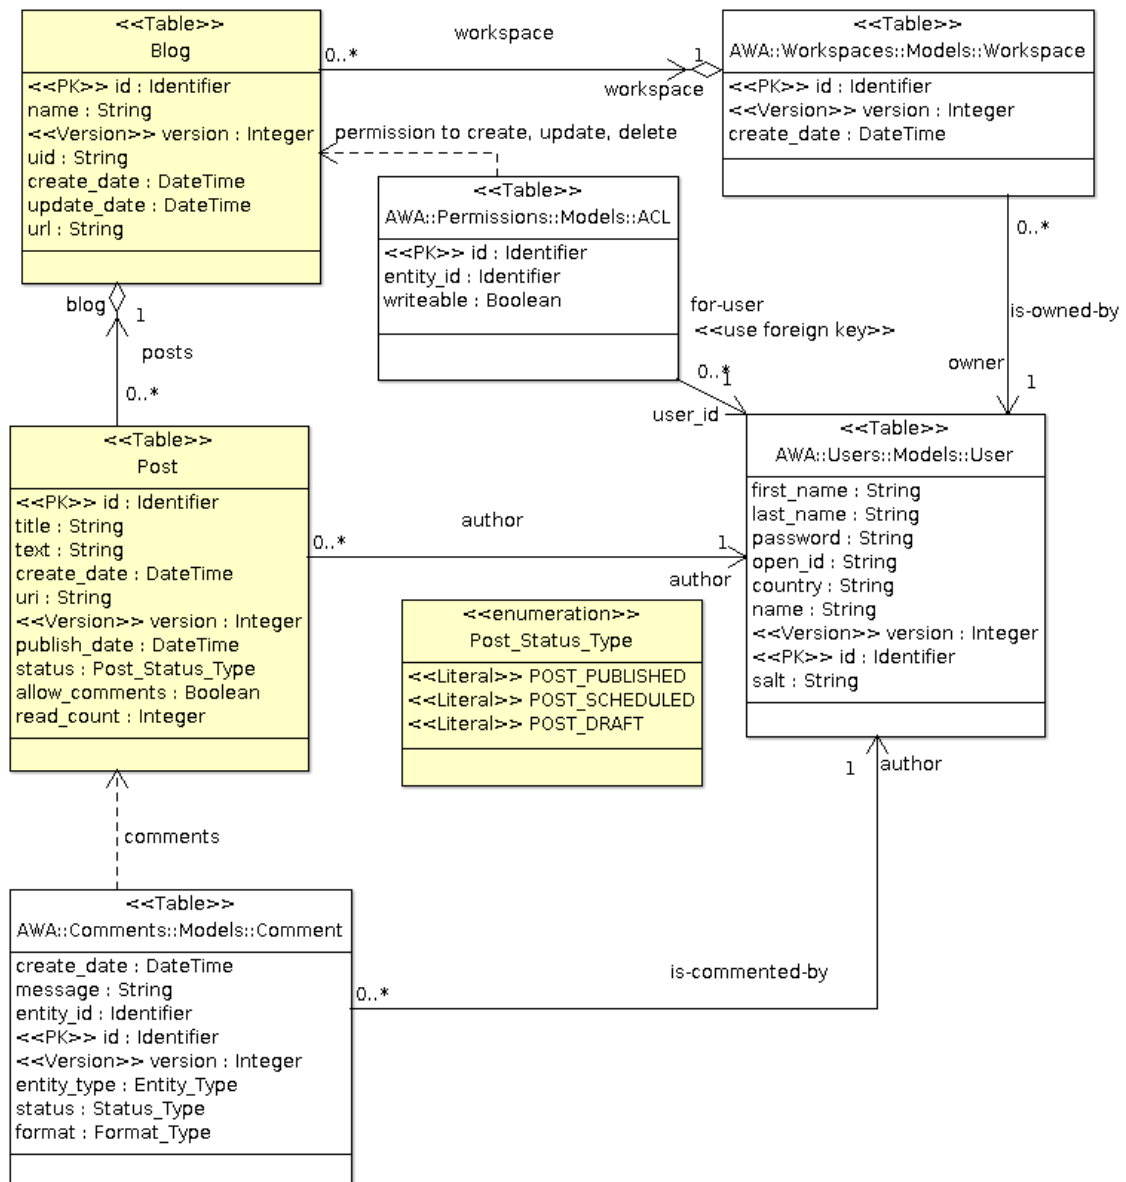 <<Table>>
Blog
<<PK>> id : Identifier
name : String
<<Version>> version : Integer
uid : String
create_date : DateTime
update_date : DateTime
url : String
workspace
0..*
1
workspace
<<Table>>
AWA::Workspaces::Models::Workspace
<<PK>> id : Identifier
<<Version>> version : Integer
create_date : DateTime
permission to create, update, delete
<<Table>>
AWA::Permissions::Models::ACL
<<PK>> id : Identifier
entity_id : Identifier
writeable : Boolean
0..*
is-owned-by
owner
1
for-user
<<use foreign key>>
0..*
1
user_id
blog
1
posts
0..*
<<Table>>
Post
<<PK>> id : Identifier
title : String
text : String
create_date : DateTime
uri : String
<<Version>> version : Integer
publish_date : DateTime
status : Post_Status_Type
allow_comments : Boolean
read_count : Integer
author
0..*
1
author
<<Table>>
AWA::Users::Models::User
first_name : String
last_name : String
password : String
open_id : String
country : String
name : String
<<Version>> version : Integer
<<PK>> id : Identifier
salt : String
<<enumeration>>
Post_Status_Type
<<Literal>> POST_PUBLISHED
<<Literal>> POST_SCHEDULED
<<Literal>> POST_DRAFT
1
author
comments
<<Table>>
AWA::Comments::Models::Comment
create_date : DateTime
message : String
entity_id : Identifier
<<PK>> id : Identifier
<<Version>> version : Integer
entity_type : Entity_Type
status : Status_Type
format : Format_Type
is-commented-by
0..*